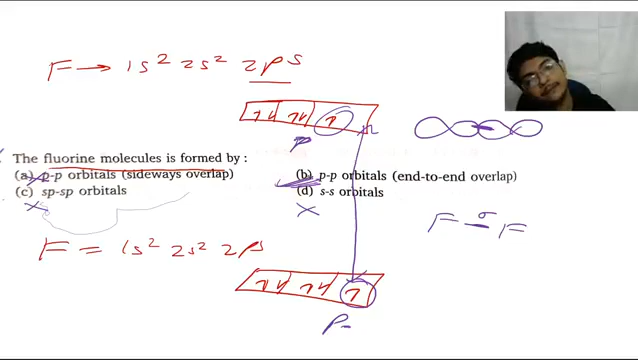 F → 1s² 2s² 2p⁵
p
The fluorine molecules is formed by :
(a) p-p orbitals (sideways overlap)
(b) p-p orbitals (end-to-end overlap)
(c) sp-sp orbitals
(d) s-s orbitals
F σ F
F = 1s² 2s² 2p⁵
p-